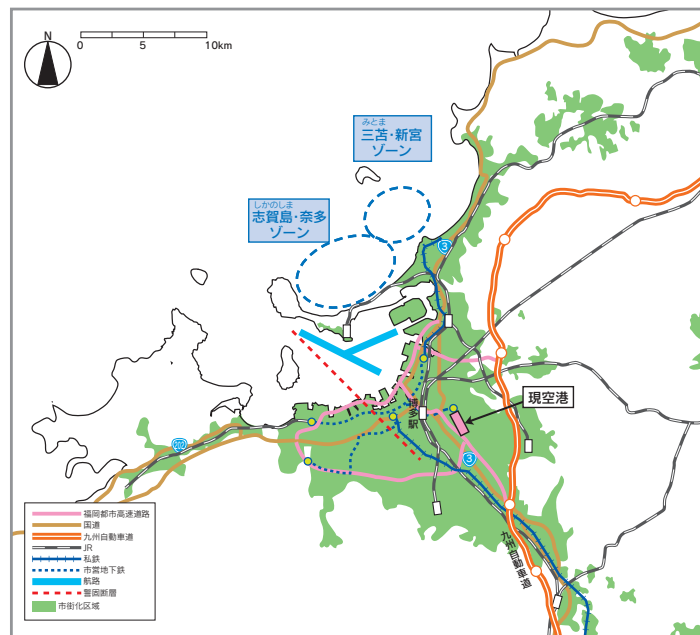 N
0 5 10km
みとま
三苫・新宮
ゾーン
しかのしま
志賀島・奈多
ゾーン
3
現空港
博多駅
202
3
九州自動車道
福岡都市高速道路
国道
九州自動車道
JR
私鉄
市営地下鉄
航路
警固断層
市街化区域